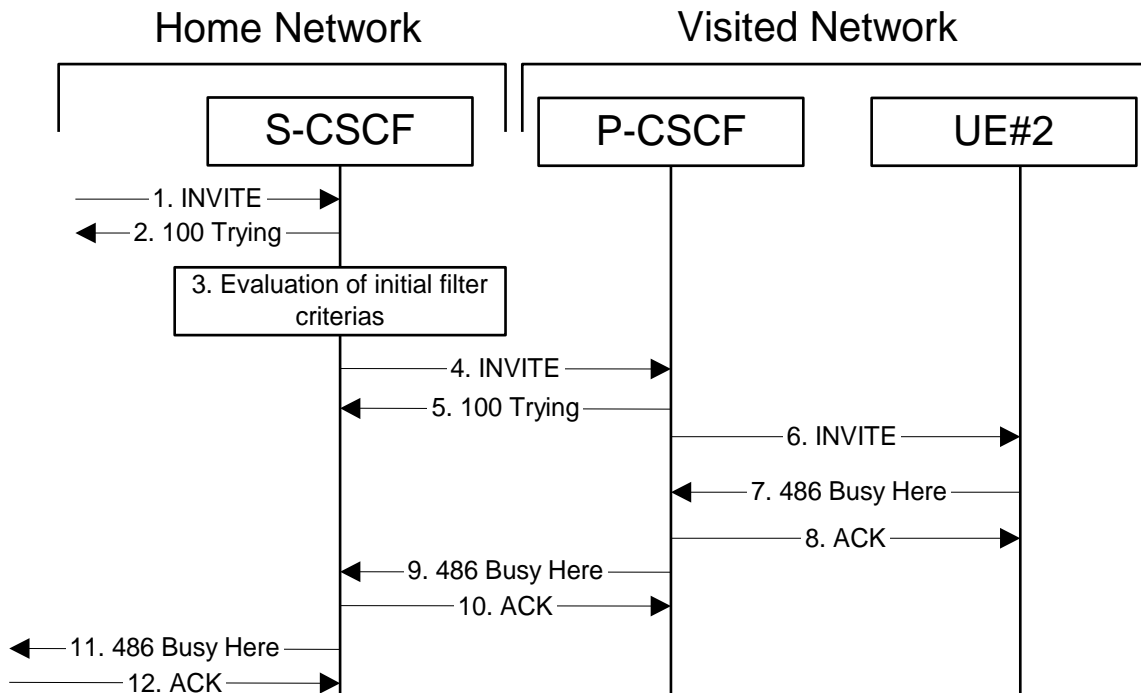 Home Network
Visited Network
S-CSCF
P-CSCF
UE#2
1. INVITE
2. 100 Trying
3. Evaluation of initial filter
criterias
4. INVITE
5. 100 Trying
6. INVITE
7. 486 Busy Here
8. ACK
9. 486 Busy Here
10. ACK
11. 486 Busy Here
12. ACK